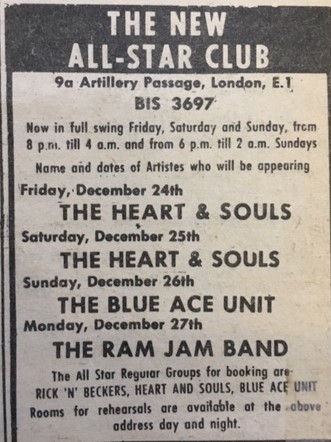 THE NEW
ALL-STAR CLUB
9a Artillery Passage, London, E.1
BIS 3697
Now in full swing Friday, Saturday and Sunday, from
8 p.m. till 4 a.m. and from 6 p.m. till 2 a.m. Sundays
Name and dates of Artistes who will be appearing
Friday, December 24th
THE HEART & SOULS
Saturday, December 25th
THE HEART & SOULS
Sunday, December 26th
THE BLUE ACE UNIT
Monday, December 27th
THE RAM JAM BAND
The All Star Regular Groups for booking are
RICK 'N' BECKERS, HEART AND SOULS, BLUE ACE UNIT
Rooms for rehearsals are available at the above
address day and night.